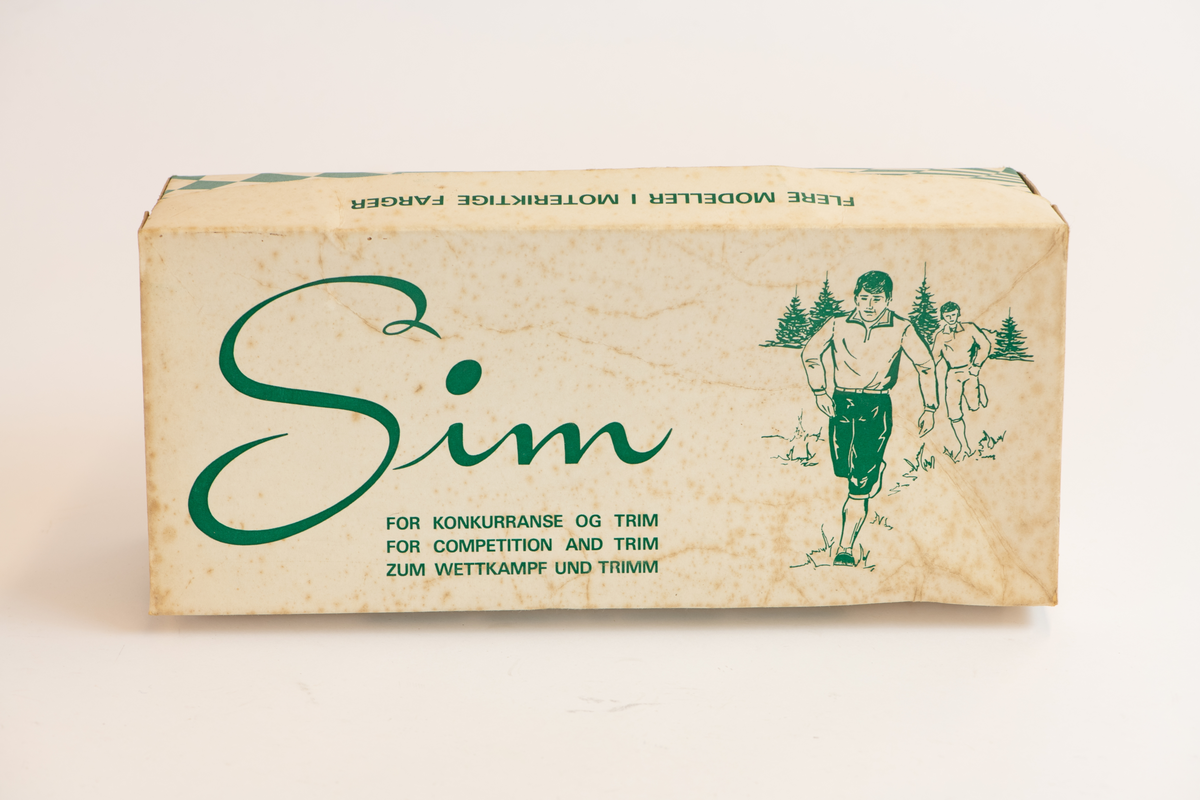 FLERE MODELLER I MOTERIKTIGE FARGER
Sim
FOR KONKURRANSE OG TRIM
FOR COMPETITION AND TRIM
ZUM WETTKAMPF UND TRIMM